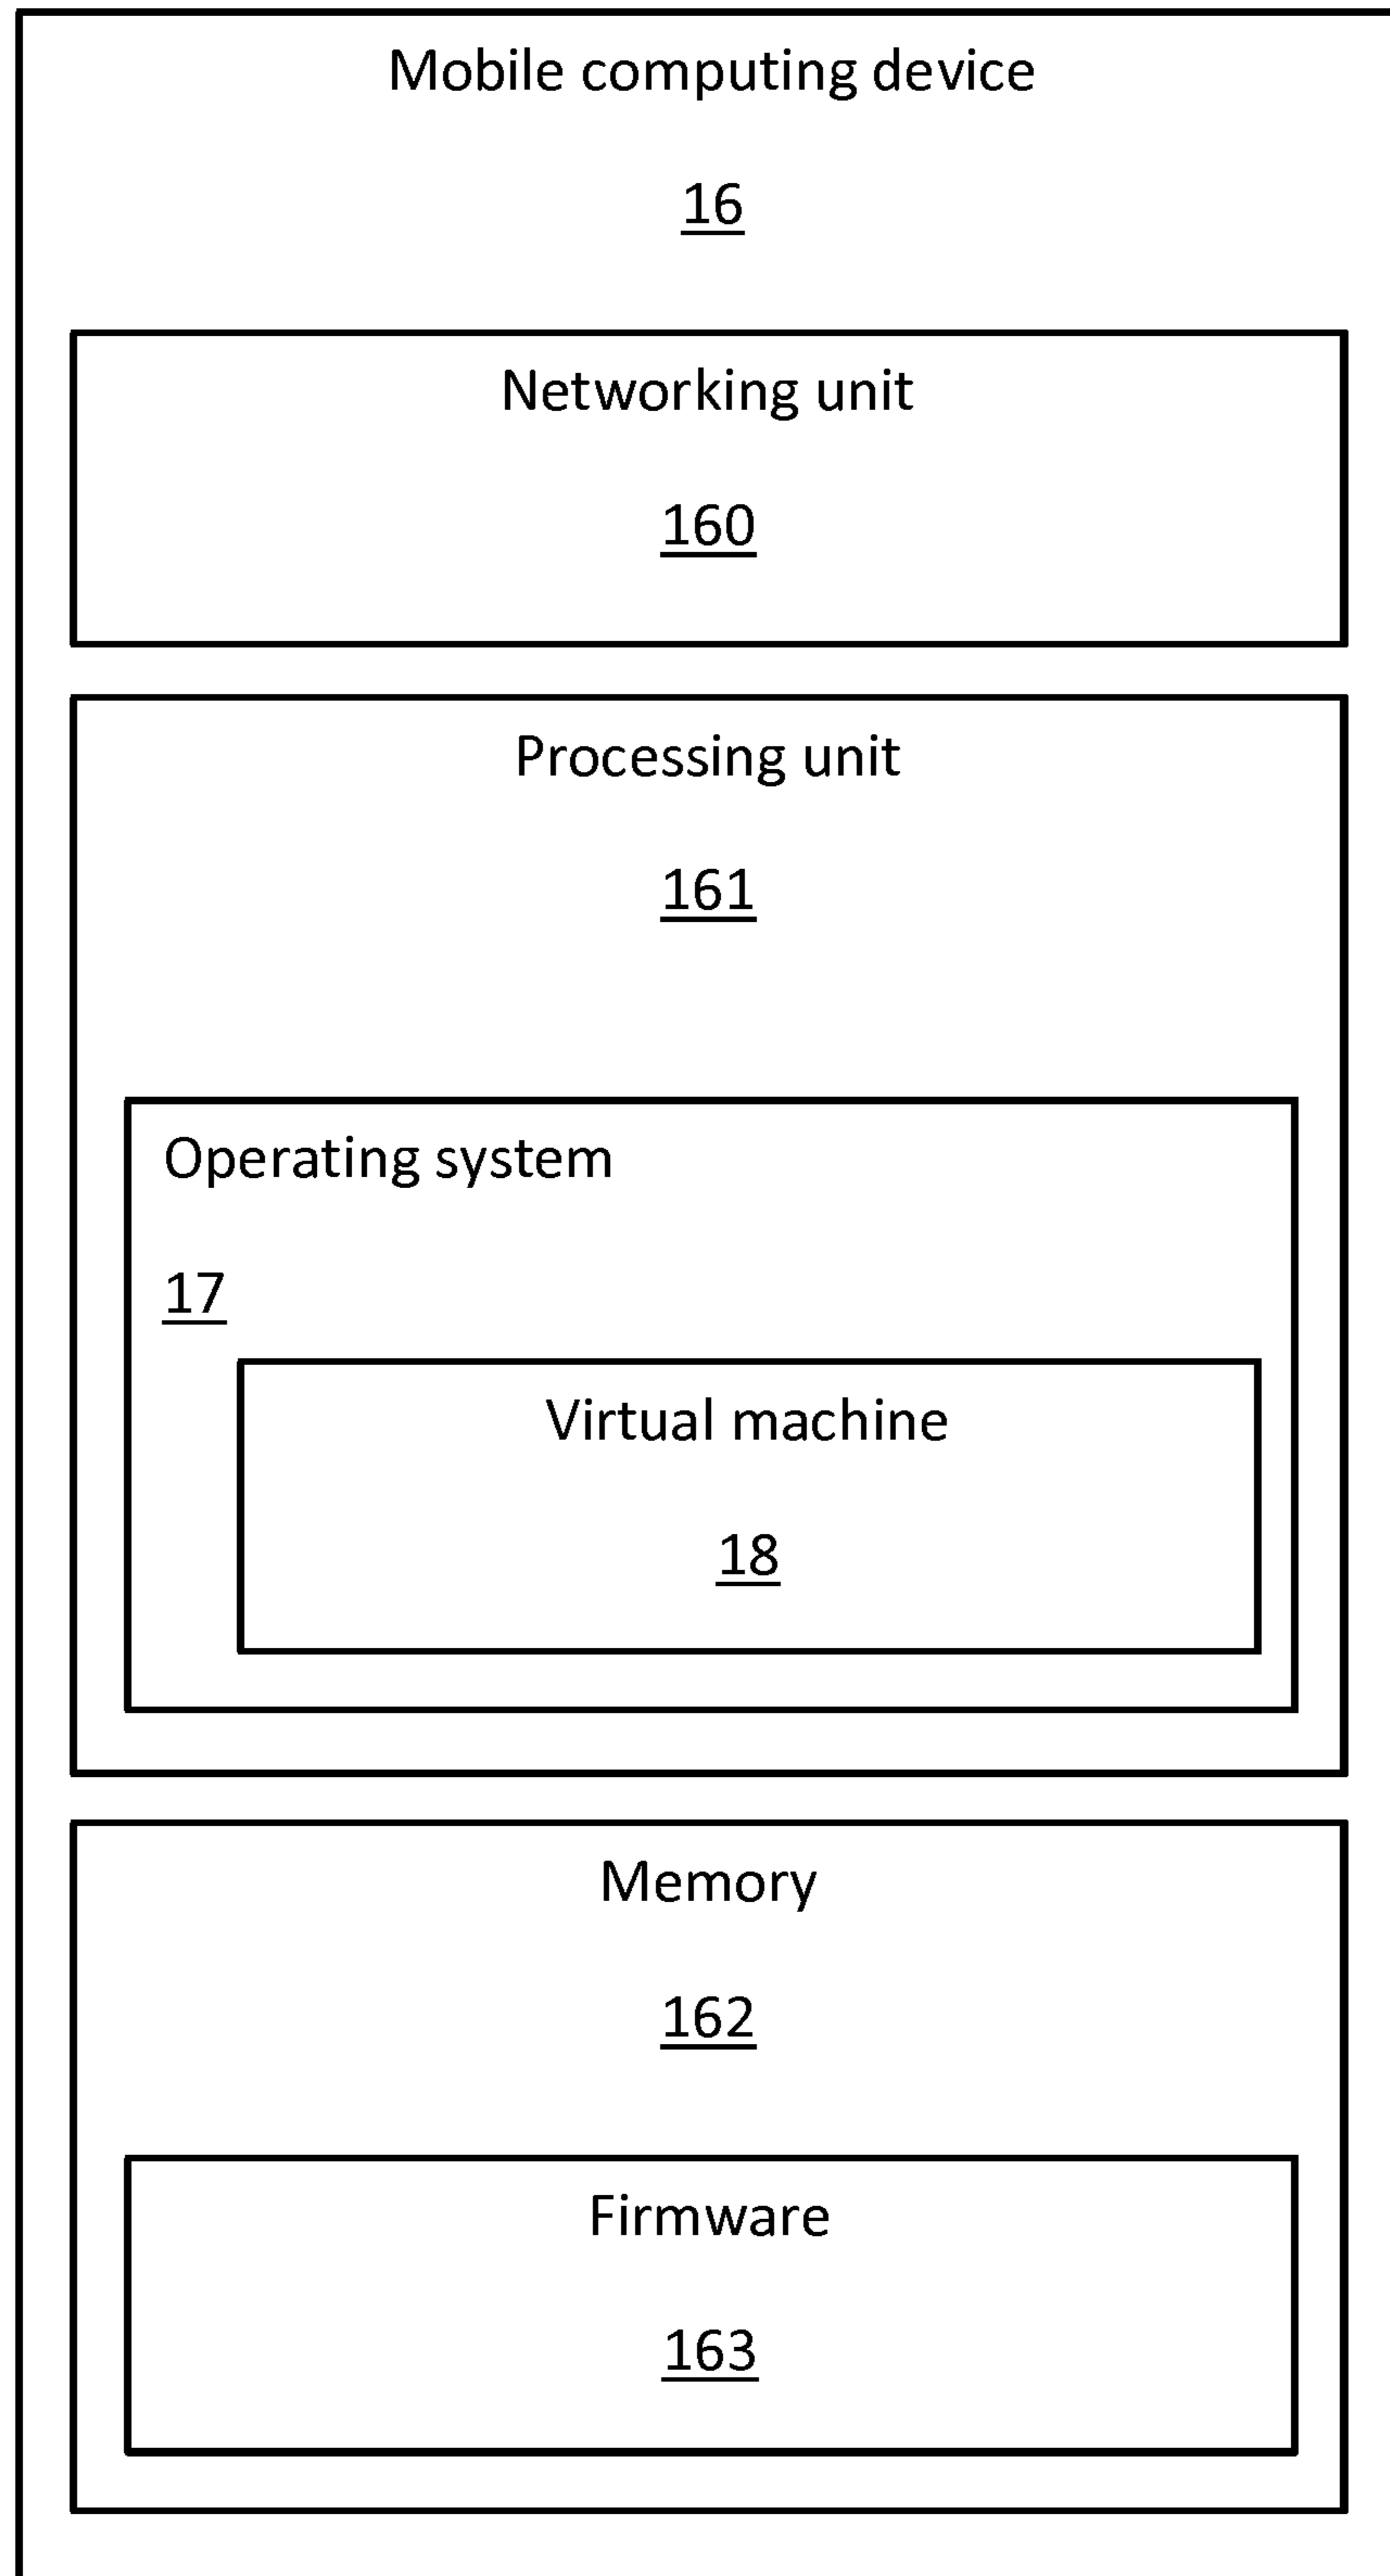 Mobile computing device
16
Networking unit
160
Processing unit
161
Operating system
17
Virtual machine
18
Memory
162
Firmware
163